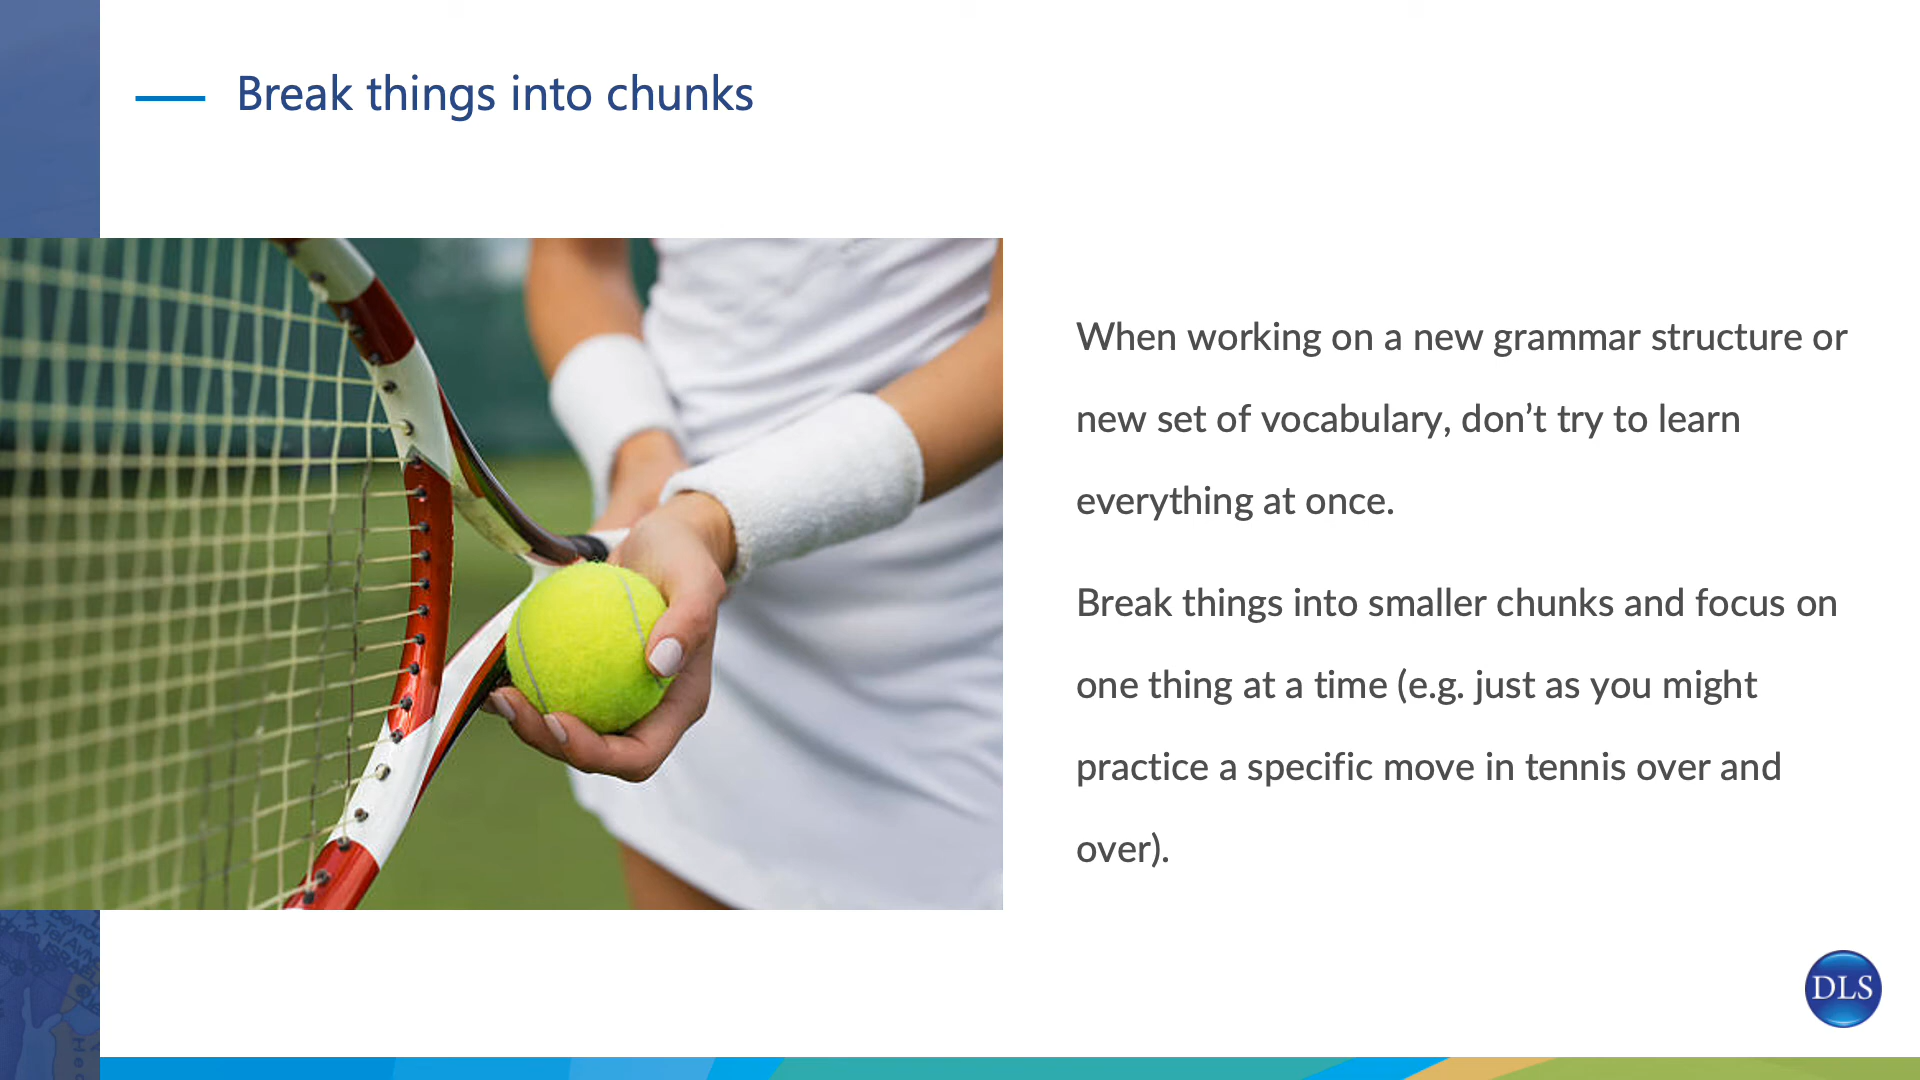 Break things into chunks
When working on a new grammar structure or
new set of vocabulary, don’t try to learn
everything at once.
Break things into smaller chunks and focus on
one thing at a time (e.g. just as you might
practice a specific move in tennis over and
over).
DLS